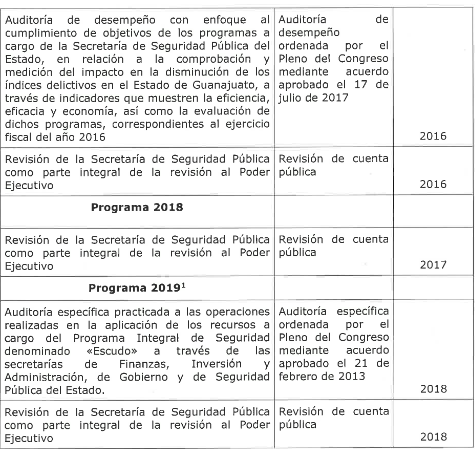 Auditoría de desempeño con enfoque al
cumplimiento de objetivos de los programas a
cargo de la Secretaría de Seguridad Pública del
Estado, en relación a la comprobación y
medición del impacto en la disminución de los
índices delictivos en el Estado de Guanajuato, a
través de indicadores que muestren la eficiencia,
eficacia y economía, así como la evaluación de
dichos programas, correspondientes al ejercicio
fiscal del año 2016
Auditoría de
desempeño
ordenada por el
Pleno del Congreso
mediante acuerdo
aprobado el 17 de
julio de 2017
2016
Revisión de la Secretaría de Seguridad Pública
como parte integral de la revisión al Poder
Ejecutivo
Revisión de cuenta
pública
2016
Programa 2018
Revisión de la Secretaría de Seguridad Pública
como parte integral de la revisión al Poder
Ejecutivo
Revisión de cuenta
pública
2017
Programa 2019¹
Auditoría específica practicada a las operaciones
realizadas en la aplicación de los recursos a
cargo del Programa Integral de Seguridad
denominado «Escudo» a través de las
secretarías de Finanzas, Inversión y
Administración, de Gobierno y de Seguridad
Pública del Estado.
Auditoría específica
ordenada por el
Pleno del Congreso
mediante acuerdo
aprobado el 21 de
febrero de 2013
2018
Revisión de la Secretaría de Seguridad Pública
como parte integral de la revisión al Poder
Ejecutivo
Revisión de cuenta
pública
2018